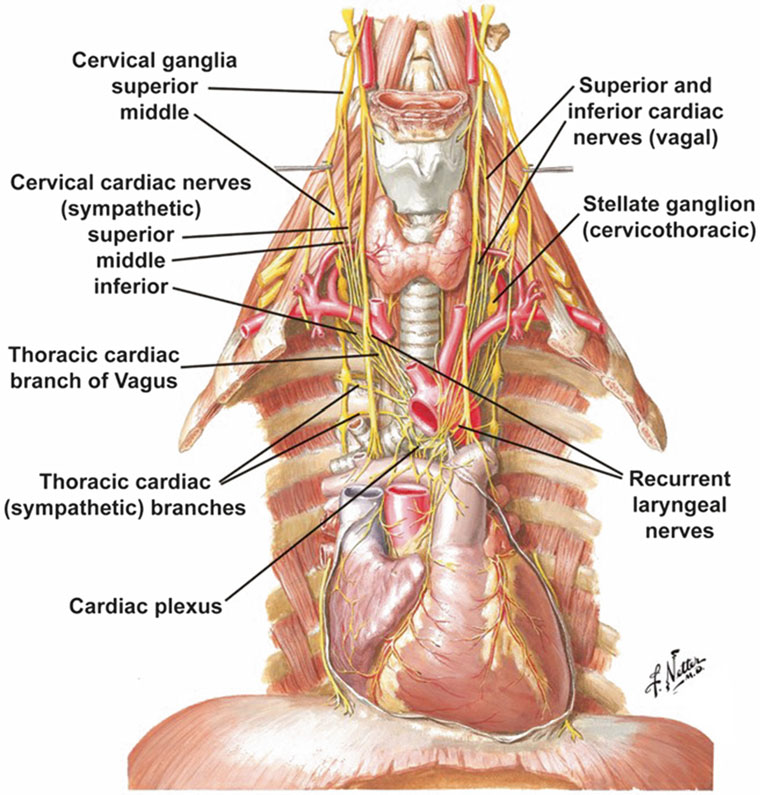 Cervical ganglia
superior
middle
Cervical cardiac nerves
(sympathetic)
superior
middle
inferior
Thoracic cardiac
branch of Vagus
Thoracic cardiac
(sympathetic) branches
Cardiac plexus
Superior and
inferior cardiac
nerves (vagal)
Stellate ganglion
(cervicothoracic)
Recurrent
laryngeal
nerves
F. Netter
M.D.